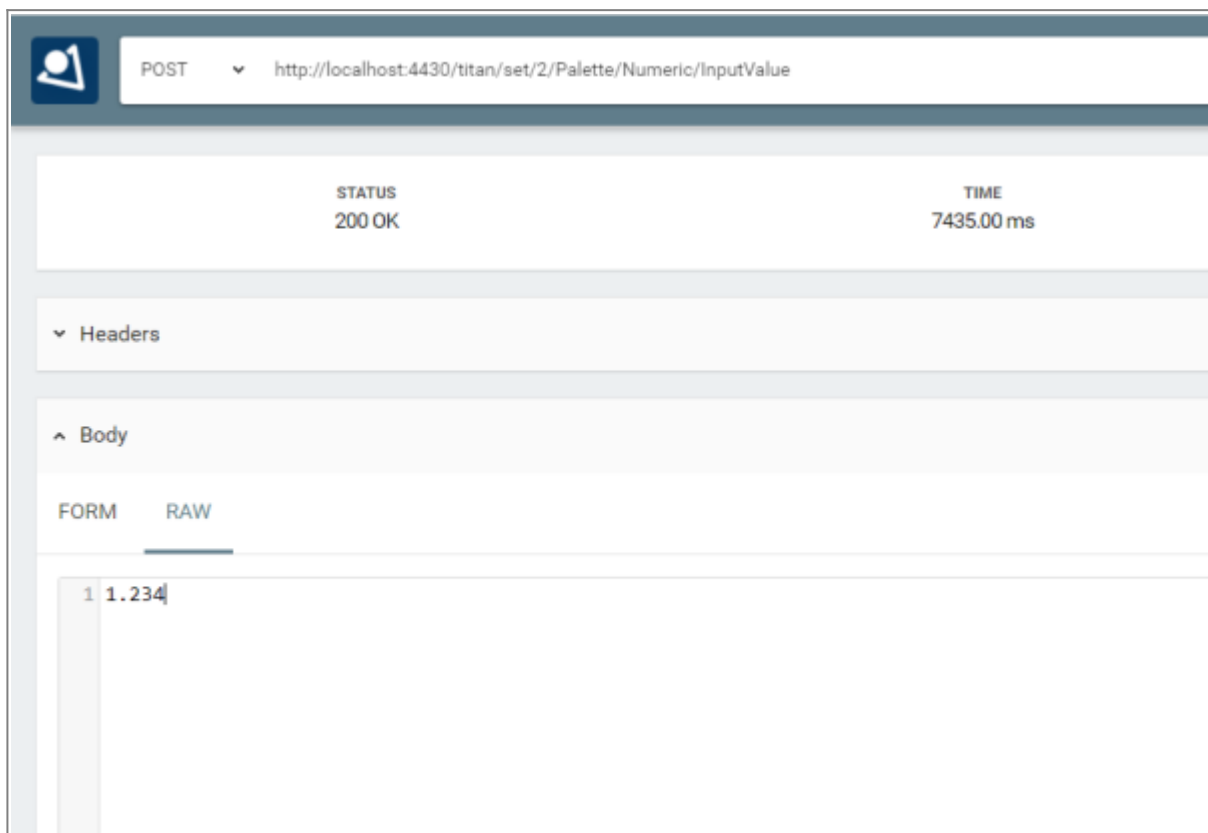 POST http://localhost:4430/titan/set/2/Palette/Numeric/InputValue
STATUS TIME
200 OK 7435.00 ms
Headers
Body
FORM RAW
1 1.234